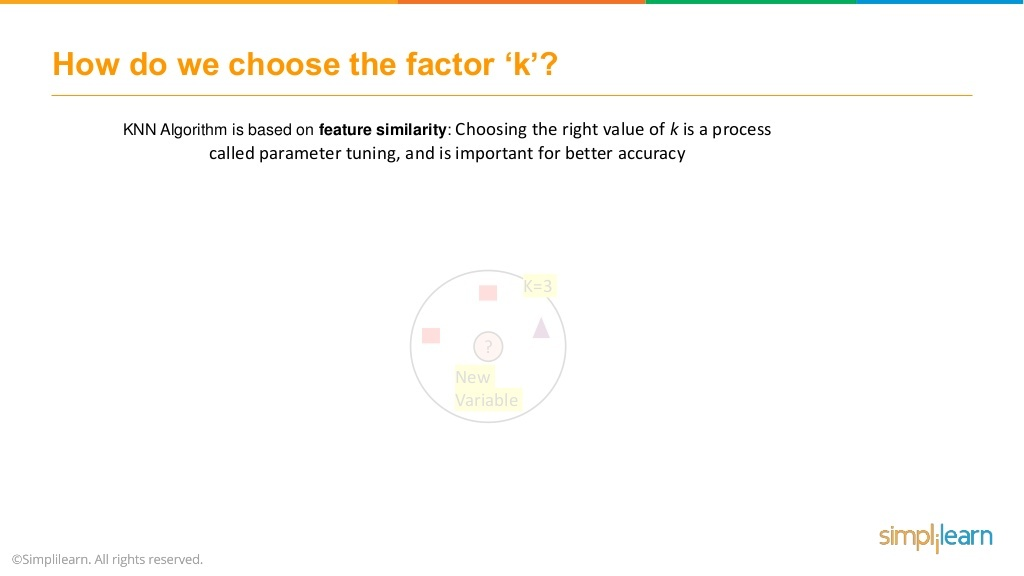 How do we choose the factor ‘k’?
KNN Algorithm is based on feature similarity: Choosing the right value of k is a process
called parameter tuning, and is important for better accuracy
K=3
?
New
Variable
simplilearn
©Simplilearn. All rights reserved.